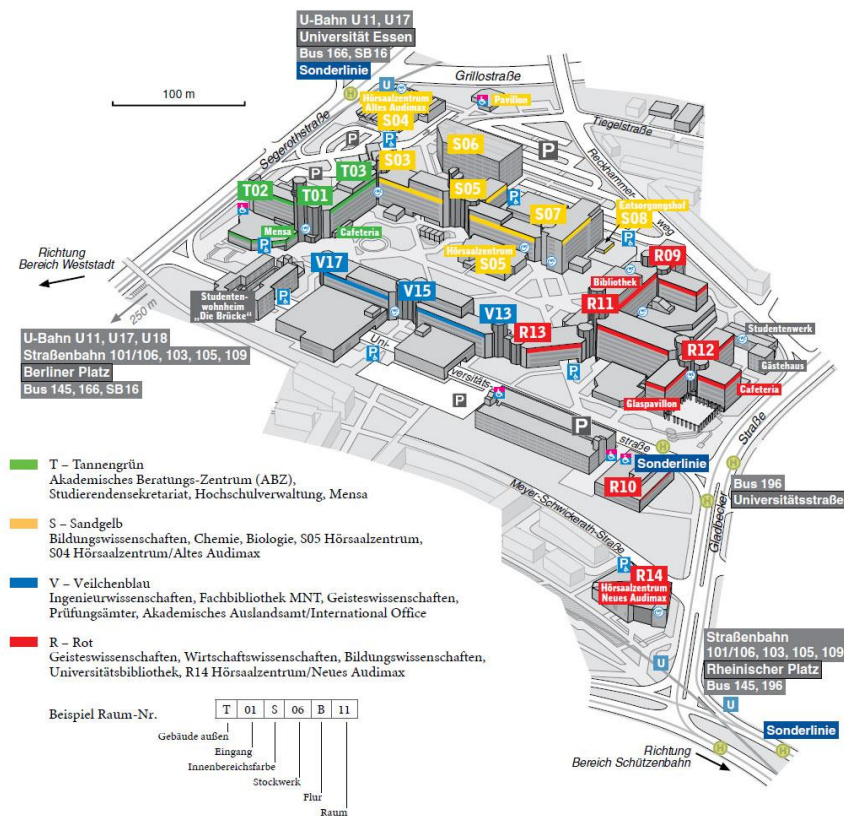 U-Bahn U11, U17
Universität Essen
Bus 166, SB16
Sonderlinie
100 m
Grillostraße
U
H
Hörsaalzentrum
Altes Audimax
S04
Pavillon
Segerothstraße
Tiegelstraße
P
P
P
P
S03
S06
Reckhammer-
weg
T02
T01
T03
S05
P
S07
Entsorgungshof
S08
P
Mensa
Cafeteria
P
Hörsaalzentrum
S05
R09
Richtung
Bereich Weststadt
250 m
V17
Bibliothek
Studenten-
wohnheim
„Die Brücke“
P
V15
R11
V13
R13
Studentenwerk
Gästehaus
R12
U-Bahn U11, U17, U18
Straßenbahn 101/106, 103, 105, 109
Berliner Platz
Bus 145, 166, SB16
Uni-
versitäts-
straße
P
P
P
P
Glaspavillon
Cafeteria
H
Sonderlinie
R10
Straße
Gladbecker
H
H
Bus 196
Universitätsstraße
Meyer-Schwickerath-Straße
P
R14
Hörsaalzentrum
Neues Audimax
T – Tannengrün
Akademisches Beratungs-Zentrum (ABZ),
Studierendensekretariat, Hochschulverwaltung, Mensa
S – Sandgelb
Bildungswissenschaften, Chemie, Biologie, S05 Hörsaalzentrum,
S04 Hörsaalzentrum/Altes Audimax
V – Veilchenblau
Ingenieurwissenschaften, Fachbibliothek MNT, Geisteswissenschaften,
Prüfungsämter, Akademisches Auslandsamt/International Office
R – Rot
Geisteswissenschaften, Wirtschaftswissenschaften, Bildungswissenschaften,
Universitätsbibliothek, R14 Hörsaalzentrum/Neues Audimax
Straßenbahn
101/106, 103, 105, 109
Rheinischer Platz
Bus 145, 196
U
U
Sonderlinie
H
H
Richtung
Bereich Schützenbahn
Beispiel Raum-Nr.
T 01 S 06 B 11
Gebäude außen
Eingang
Innenbereichsfarbe
Stockwerk
Flur
Raum